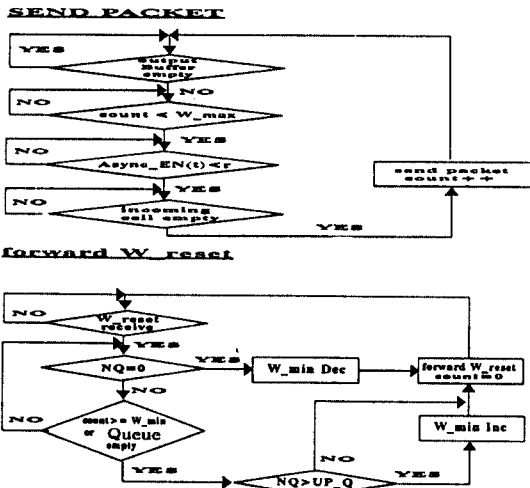 SEND PACKET
YES
output
Buffer
empty
NO
NO
count < W_max
YES
NO
Async_EN(t)<r
YES
NO
incoming
cell empty
YES
send packet
count++
forward W_reset
NO
W_reset
receive
YES
NQ=0
YES
W_min Dec
forward W_reset
count=0
NO
NO
count>= W_min
or Queue
empty
YES
NO
W_min Inc
NQ>UP_Q
YES